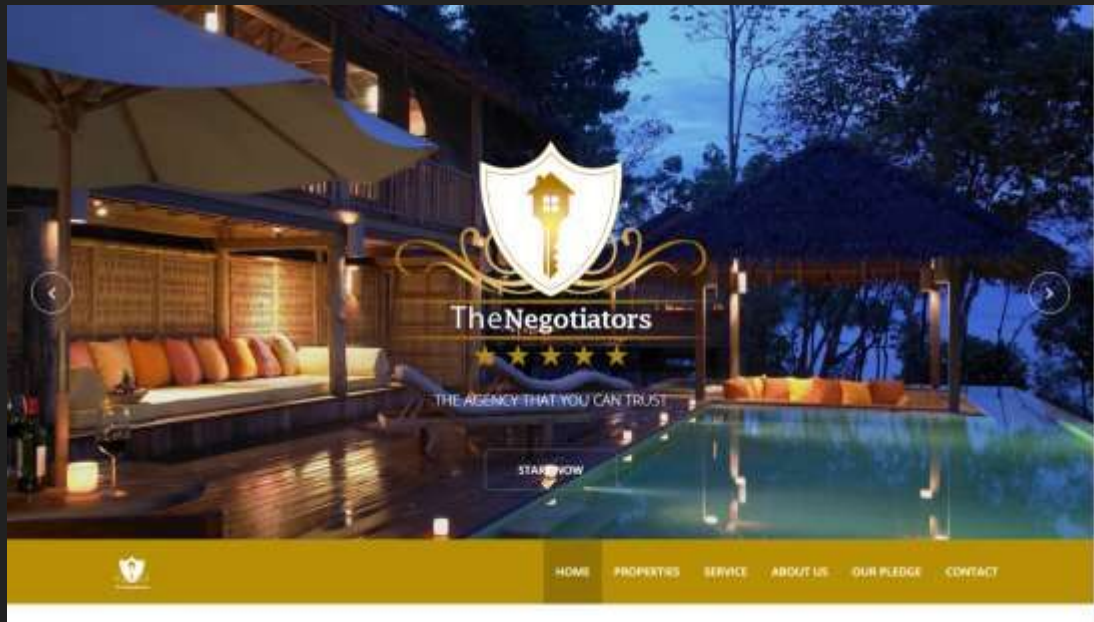 TheNegotiators
THE AGENCY THAT YOU CAN TRUST
START NOW
HOME PROPERTIES SERVICE ABOUT US OUR PLEDGE CONTACT